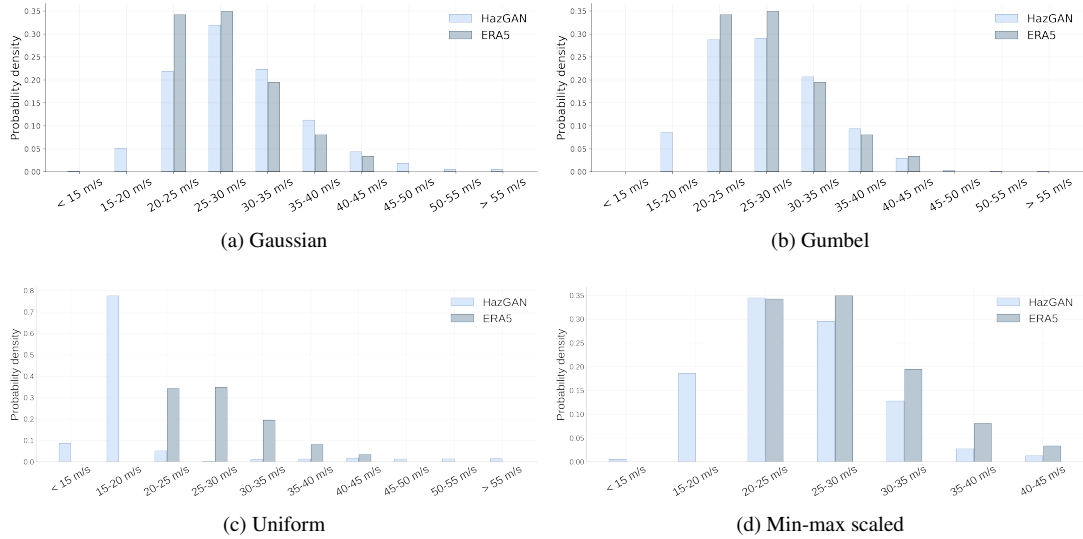 Probability density
0.35
0.30
0.25
0.20
0.15
0.10
0.05
0.00
HazGAN
ERA5
< 15 m/s
15-20 m/s
20-25 m/s
25-30 m/s
30-35 m/s
35-40 m/s
40-45 m/s
45-50 m/s
50-55 m/s
> 55 m/s
(a) Gaussian
Probability density
0.35
0.30
0.25
0.20
0.15
0.10
0.05
0.00
HazGAN
ERA5
< 15 m/s
15-20 m/s
20-25 m/s
25-30 m/s
30-35 m/s
35-40 m/s
40-45 m/s
45-50 m/s
50-55 m/s
> 55 m/s
(b) Gumbel
Probability density
0.8
0.7
0.6
0.5
0.4
0.3
0.2
0.1
0.0
HazGAN
ERA5
< 15 m/s
15-20 m/s
20-25 m/s
25-30 m/s
30-35 m/s
35-40 m/s
40-45 m/s
45-50 m/s
50-55 m/s
> 55 m/s
(c) Uniform
Probability density
0.35
0.30
0.25
0.20
0.15
0.10
0.05
0.00
HazGAN
ERA5
< 15 m/s
15-20 m/s
20-25 m/s
25-30 m/s
30-35 m/s
35-40 m/s
40-45 m/s
(d) Min-max scaled